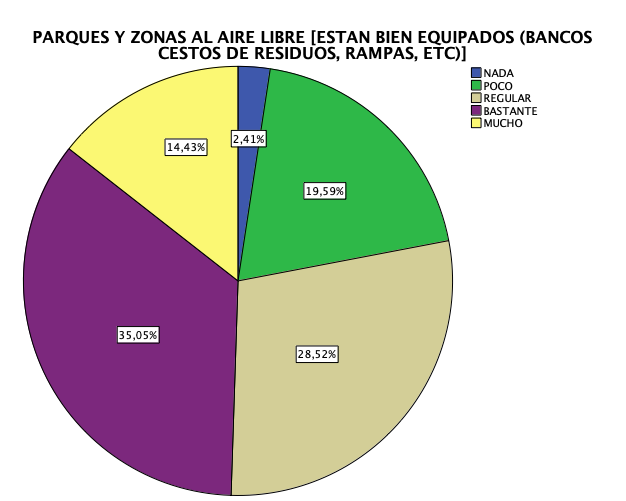 PARQUES Y ZONAS AL AIRE LIBRE [ESTAN BIEN EQUIPADOS (BANCOS
CESTOS DE RESIDUOS, RAMPAS, ETC)]
NADA
POCO
REGULAR
BASTANTE
MUCHO
2,41%
14,43%
19,59%
35,05%
28,52%